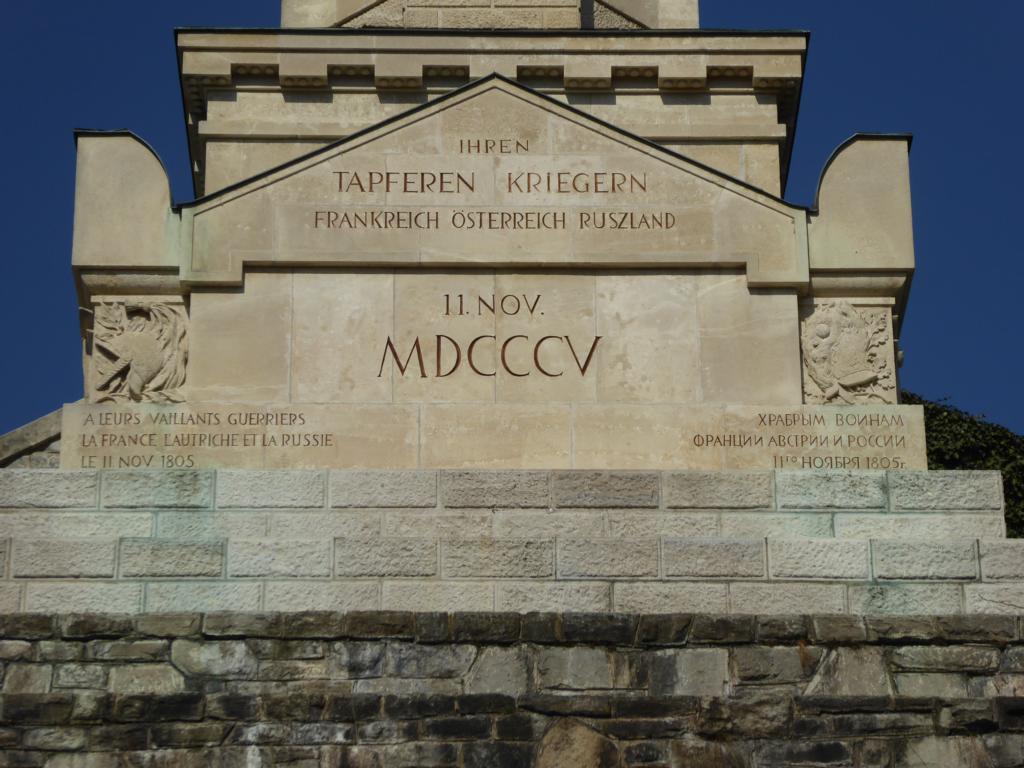 IHREN
TAPFEREN KRIEGERN
FRANKREICH ÖSTERREICH RUSZLAND
11. NOV.
MDCCCV
A LEURS VAILLANTS GUERRIERS
LA FRANCE L'AUTRICHE ET LA RUSSIE
LE 11 NOV 1805
ХРАБРЫМ ВОИНАМ
ФРАНЦИИ АВСТРИИ И РОССИИ
11ГО НОЯБРЯ 1805г.